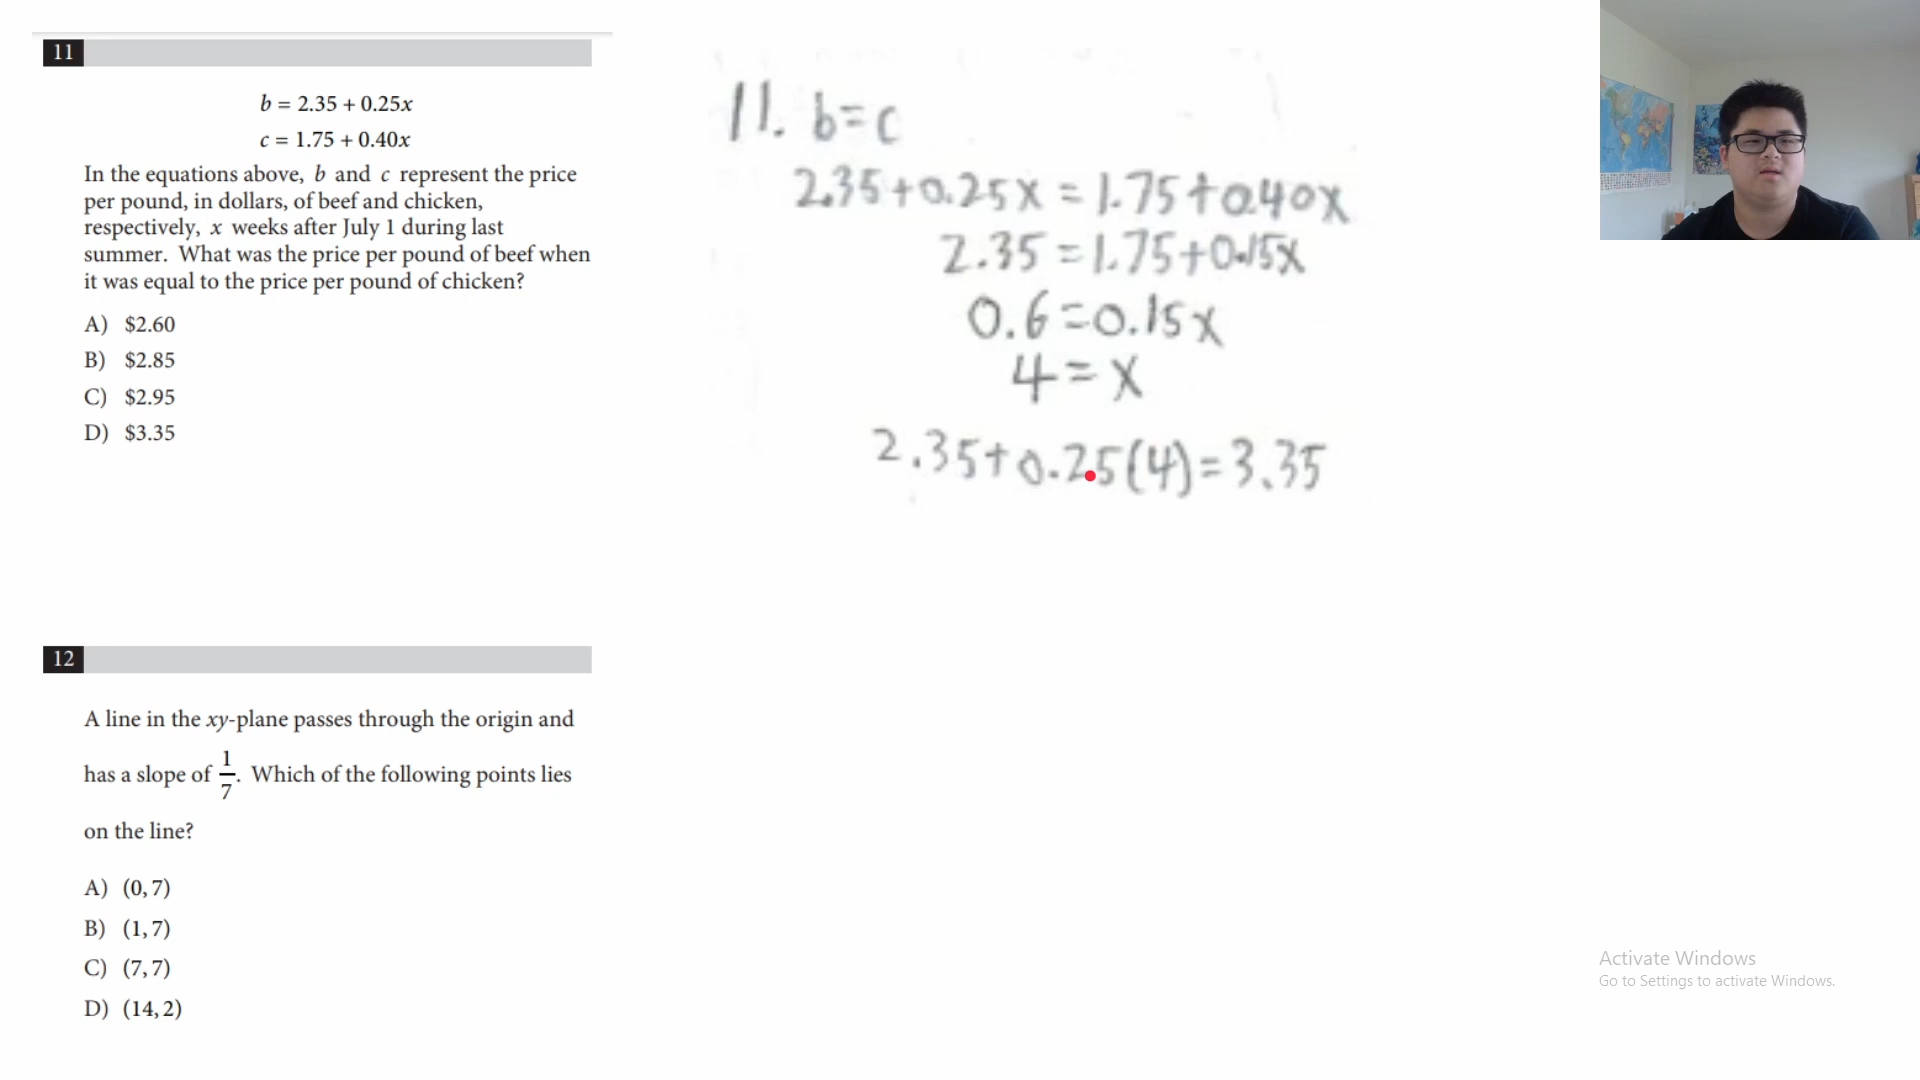 11
b = 2.35 + 0.25x
c = 1.75 + 0.40x
In the equations above, b and c represent the price
per pound, in dollars, of beef and chicken,
respectively, x weeks after July 1 during last
summer. What was the price per pound of beef when
it was equal to the price per pound of chicken?
A) $2.60
B) $2.85
C) $2.95
D) $3.35
12
A line in the xy-plane passes through the origin and
has a slope of 1/7. Which of the following points lies
on the line?
A) (0, 7)
B) (1, 7)
C) (7, 7)
D) (14, 2)
11. b=c
2.35+0.25x = 1.75+0.40x
2.35 = 1.75+0.15x
0.6=0.15x
4=x
2.35+0.25(4)=3.35
Activate Windows
Go to Settings to activate Windows.